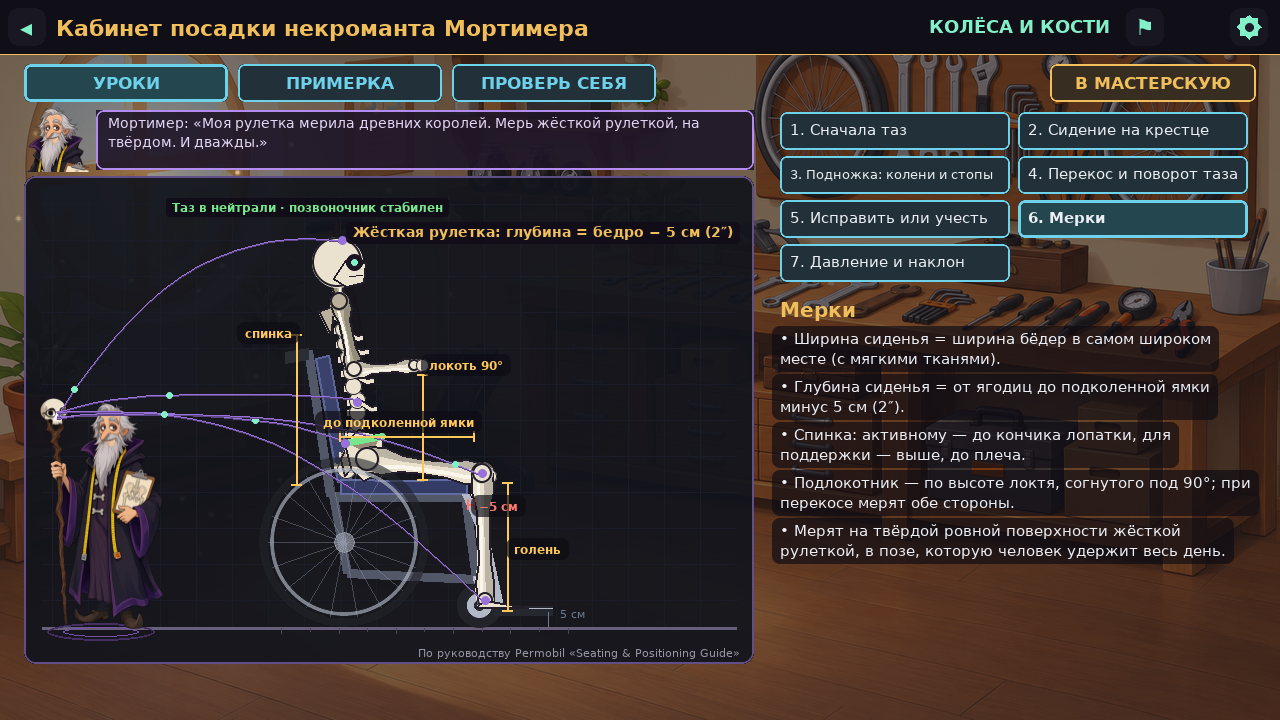 Кабинет посадки некроманта Мортимера
КОЛЁСА И КОСТИ
УРОКИ
ПРИМЕРКА
ПРОВЕРЬ СЕБЯ
В МАСТЕРСКУЮ
Мортимер: «Моя рулетка мерила древних королей. Мерь жёсткой рулеткой, на
твёрдом. И дважды.»
Таз в нейтрали · позвоночник стабилен
Жёсткая рулетка: глубина = бедро − 5 см (2″)
спинка
локоть 90°
до подколенной ямки
−5 см
голень
5 см
По руководству Permobil «Seating & Positioning Guide»
1. Сначала таз
2. Сидение на крестце
3. Подножка: колени и стопы
4. Перекос и поворот таза
5. Исправить или учесть
6. Мерки
7. Давление и наклон
Мерки
• Ширина сиденья = ширина бёдер в самом широком
месте (с мягкими тканями).
• Глубина сиденья = от ягодиц до подколенной ямки
минус 5 см (2″).
• Спинка: активному — до кончика лопатки, для
поддержки — выше, до плеча.
• Подлокотник — по высоте локтя, согнутого под 90°; при
перекосе мерят обе стороны.
• Мерят на твёрдой ровной поверхности жёсткой
рулеткой, в позе, которую человек удержит весь день.